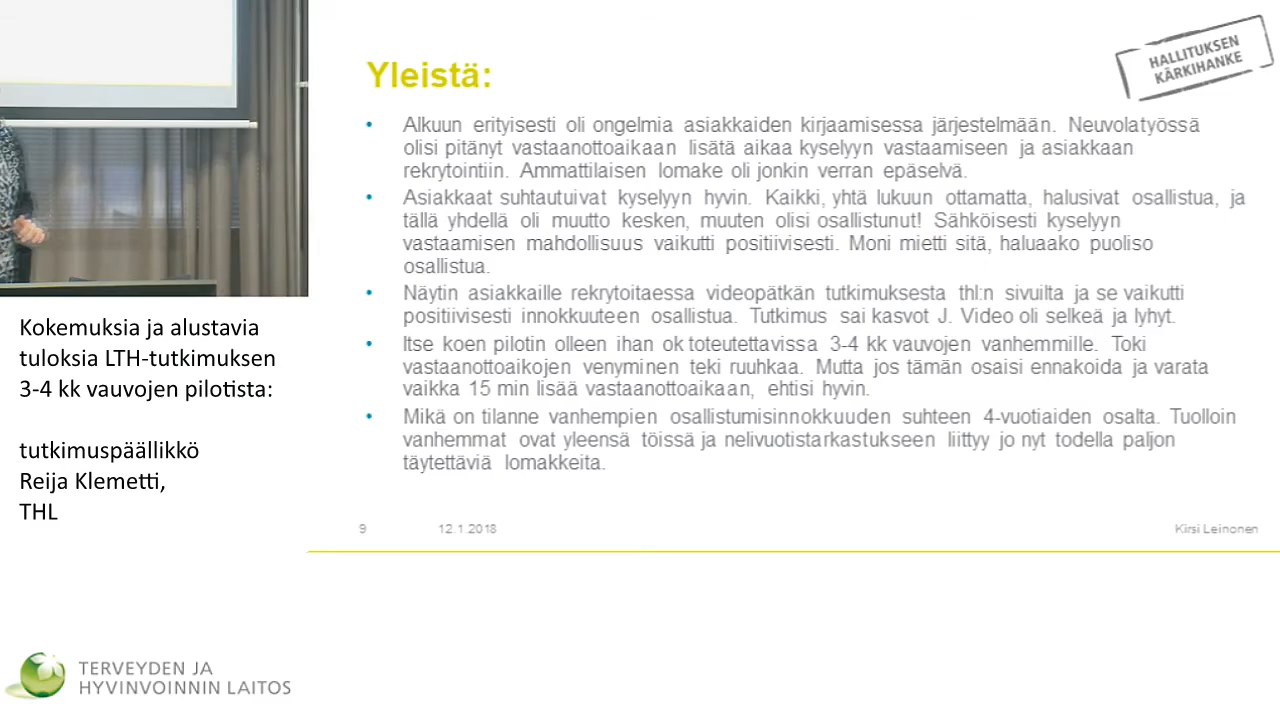 HALLITUKSEN
KÄRKIHANKE
Yleistä:
• Alkuun erityisesti oli ongelmia asiakkaiden kirjaamisessa järjestelmään. Neuvolatyössä
olisi pitänyt vastaanottoaikaan lisätä aikaa kyselyyn vastaamiseen ja asiakkaan
rekrytointiin. Ammattilaisen lomake oli jonkin verran epäselvä.
• Asiakkaat suhtautuivat kyselyyn hyvin. Kaikki, yhtä lukuun ottamatta, halusivat osallistua, ja
tällä yhdellä oli muutto kesken, muuten olisi osallistunut! Sähköisesti kyselyyn
vastaamisen mahdollisuus vaikutti positiivisesti. Moni mietti sitä, haluaako puoliso
osallistua.
• Näytin asiakkaille rekrytoitaessa videopätkän tutkimuksesta thl:n sivuilta ja se vaikutti
positiivisesti innokkuuteen osallistua. Tutkimus sai kasvot J. Video oli selkeä ja lyhyt.
• Itse koen pilotin olleen ihan ok toteutettavissa 3-4 kk vauvojen vanhemmille. Toki
vastaanottoaikojen venyminen teki ruuhkaa. Mutta jos tämän osaisi ennakoida ja varata
vaikka 15 min lisää vastaanottoaikaan, ehtisi hyvin.
• Mikä on tilanne vanhempien osallistumisinnokkuuden suhteen 4-vuotiaiden osalta. Tuolloin
vanhemmat ovat yleensä töissä ja nelivuotistarkastukseen liittyy jo nyt todella paljon
täytettäviä lomakkeita.
9 12.1.2018 Kirsi Leinonen
Kokemuksia ja alustavia
tuloksia LTH-tutkimuksen
3-4 kk vauvojen pilotista:
tutkimuspäällikkö
Reija Klemetti,
THL
TERVEYDEN JA
HYVINVOINNIN LAITOS